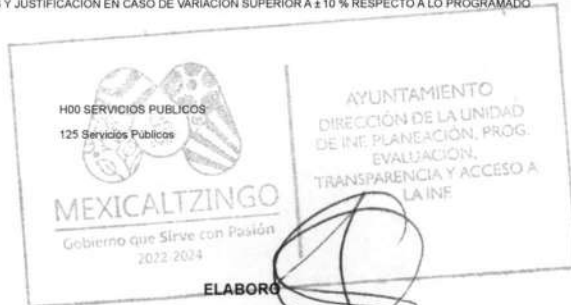 Y JUSTIFICACIÓN EN CASO DE VARIACIÓN SUPERIOR A ± 10 % RESPECTO A LO PROGRAMADO
H00 SERVICIOS PUBLICOS
125 Servicios Públicos
MEXICALTZINGO
Gobierno que Sirve con Pasión
2022-2024
AYUNTAMIENTO
DIRECCIÓN DE LA UNIDAD
DE INF. PLANEACIÓN, PROG.
EVALUACIÓN,
TRANSPARENCIA Y ACCESO A
LA INF
ELABORÓ